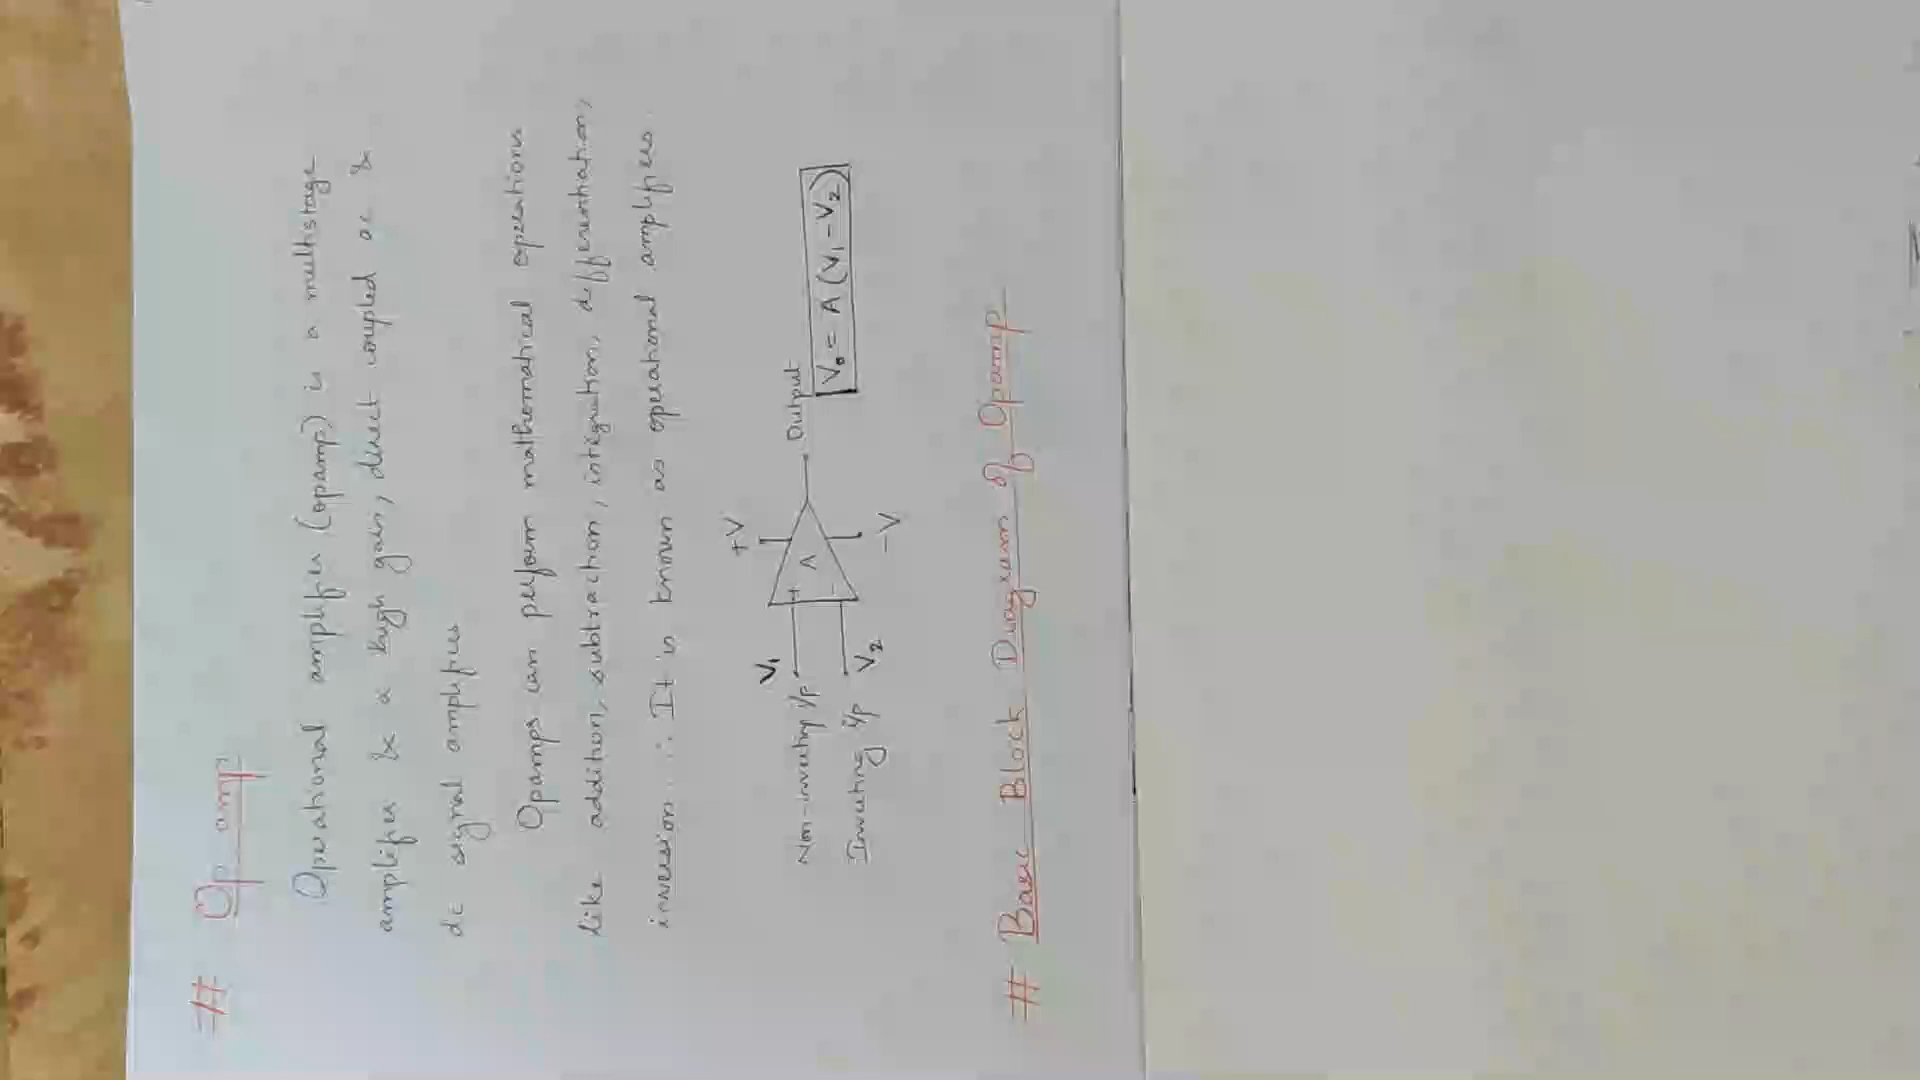 # Op-amp
Operational amplifier (opamp) is a multistage
amplifier & a high gain, direct coupled ac &
dc signal amplifier
Opamps can perform mathematical operations
like addition, subtraction, integration, differentiation,
inversion. ∴ It is known as operational amplifier.
+V
V1
Non-inverting i/p
+
A
Output
-
Inverting i/p
V2
-V
V0 = A (V1 - V2)
# Basic Block Diagram of Opamp